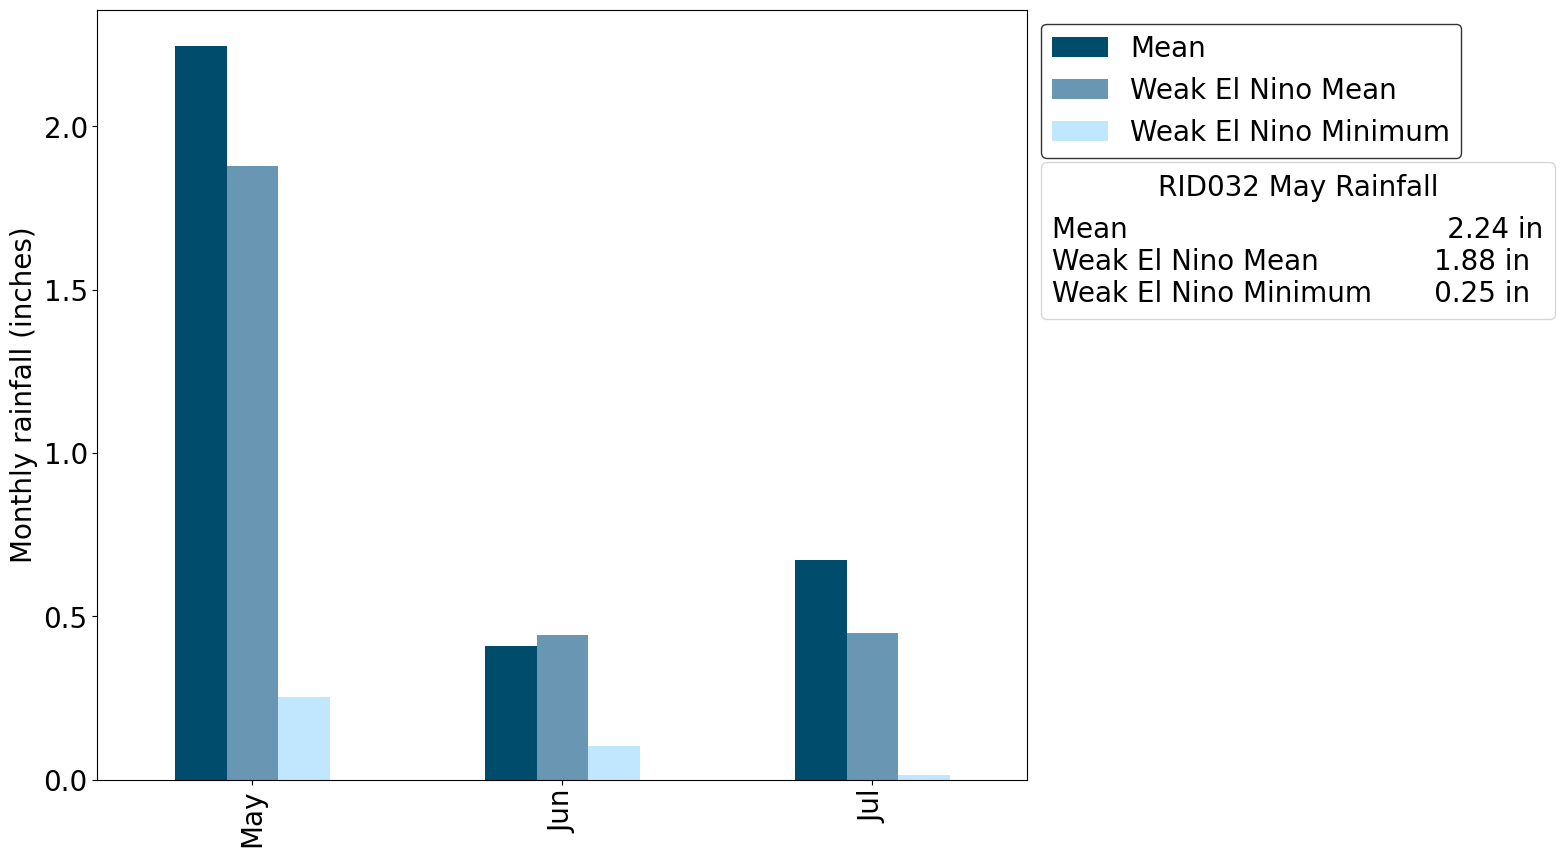 Monthly rainfall (inches)
2.0
1.5
1.0
0.5
0.0
May
Jun
Jul
Mean
Weak El Nino Mean
Weak El Nino Minimum
RID032 May Rainfall
Mean 2.24 in
Weak El Nino Mean 1.88 in
Weak El Nino Minimum 0.25 in